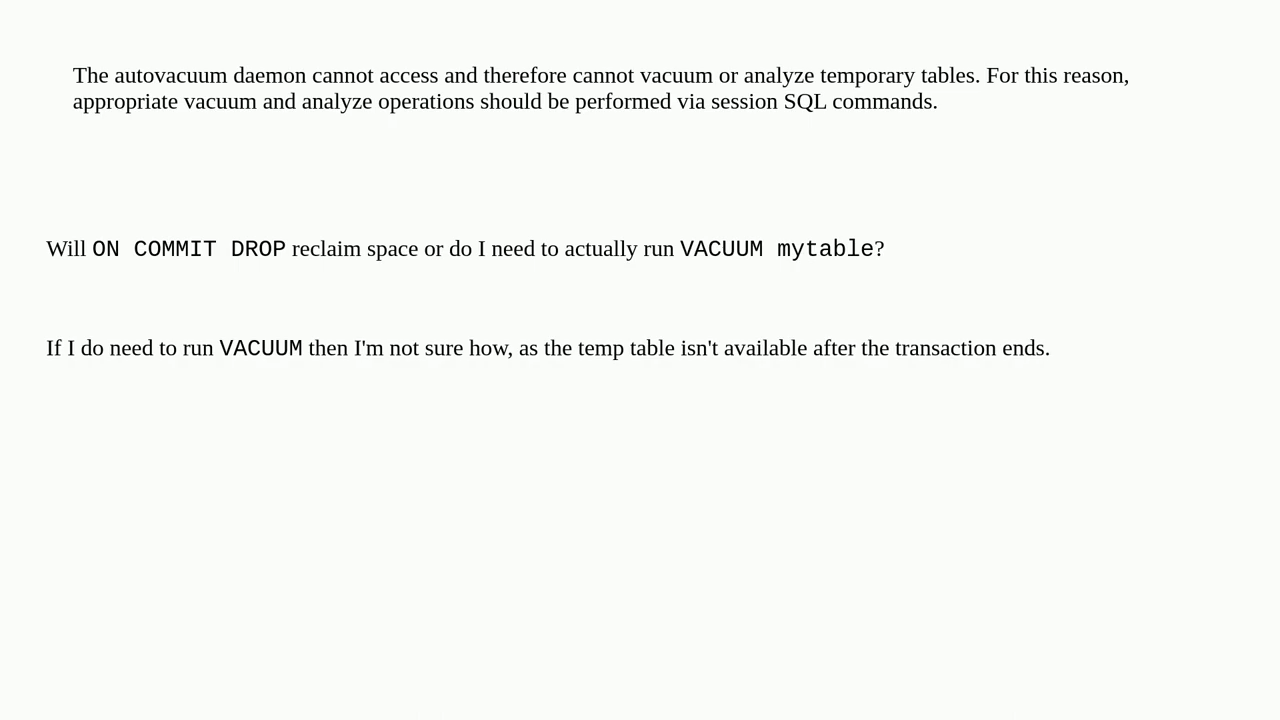 The autovacuum daemon cannot access and therefore cannot vacuum or analyze temporary tables. For this reason,
appropriate vacuum and analyze operations should be performed via session SQL commands.
Will ON COMMIT DROP reclaim space or do I need to actually run VACUUM mytable?
If I do need to run VACUUM then I'm not sure how, as the temp table isn't available after the transaction ends.